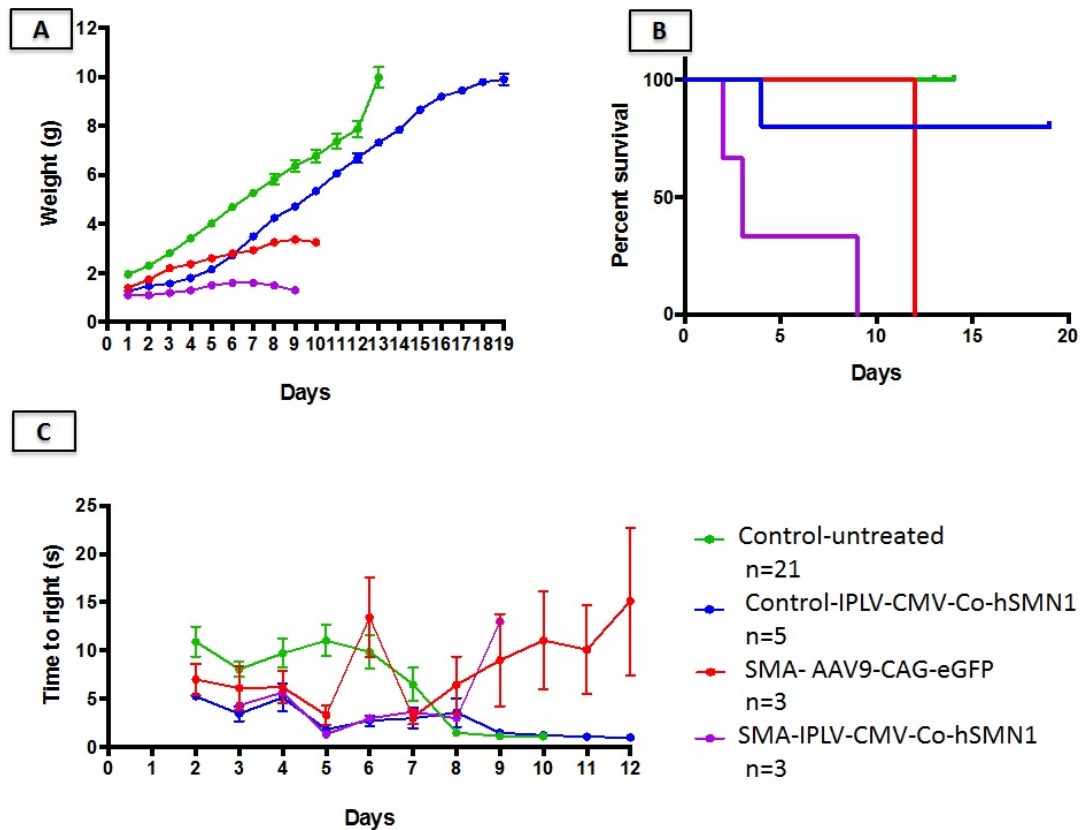 A
Weight (g)
12
10
8
6
4
2
0
0 1 2 3 4 5 6 7 8 9 10 11 12 13 14 15 16 17 18 19
Days
B
Percent survival
100
50
0
0 5 10 15 20
Days
C
Time to right (s)
25
20
15
10
5
0
0 1 2 3 4 5 6 7 8 9 10 11 12
Days
Control-untreated
n=21
Control-IPLV-CMV-Co-hSMN1
n=5
SMA- AAV9-CAG-eGFP
n=3
SMA-IPLV-CMV-Co-hSMN1
n=3